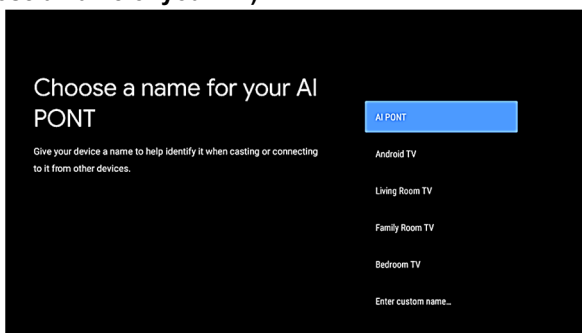 Choose a name for your AI
PONT
Give your device a name to help identify it when casting or connecting
to it from other devices.
AI PONT
Android TV
Living Room TV
Family Room TV
Bedroom TV
Enter custom name...